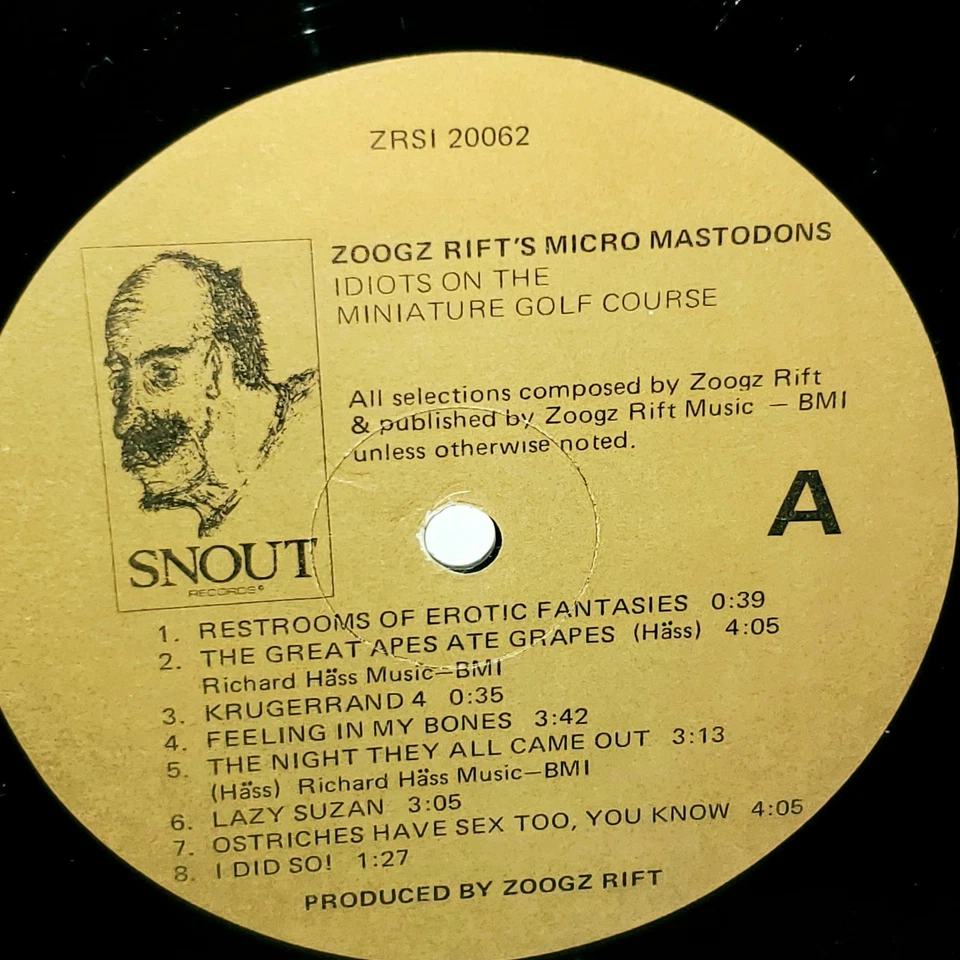 ZRSI 20062
ZOOGZ RIFT'S MICRO MASTODONS
IDIOTS ON THE
MINIATURE GOLF COURSE
All selections composed by Zoogz Rift
& published by Zoogz Rift Music — BMI
unless otherwise noted.
A
SNOUT
RECORDS©
1. RESTROOMS OF EROTIC FANTASIES 0:39
2. THE GREAT APES ATE GRAPES (Häss) 4:05
Richard Häss Music—BMI
3. KRUGERRAND 4 0:35
4. FEELING IN MY BONES 3:42
5. THE NIGHT THEY ALL CAME OUT 3:13
(Häss) Richard Häss Music—BMI
6. LAZY SUZAN 3:05
7. OSTRICHES HAVE SEX TOO, YOU KNOW 4:05
8. I DID SO! 1:27
PRODUCED BY ZOOGZ RIFT